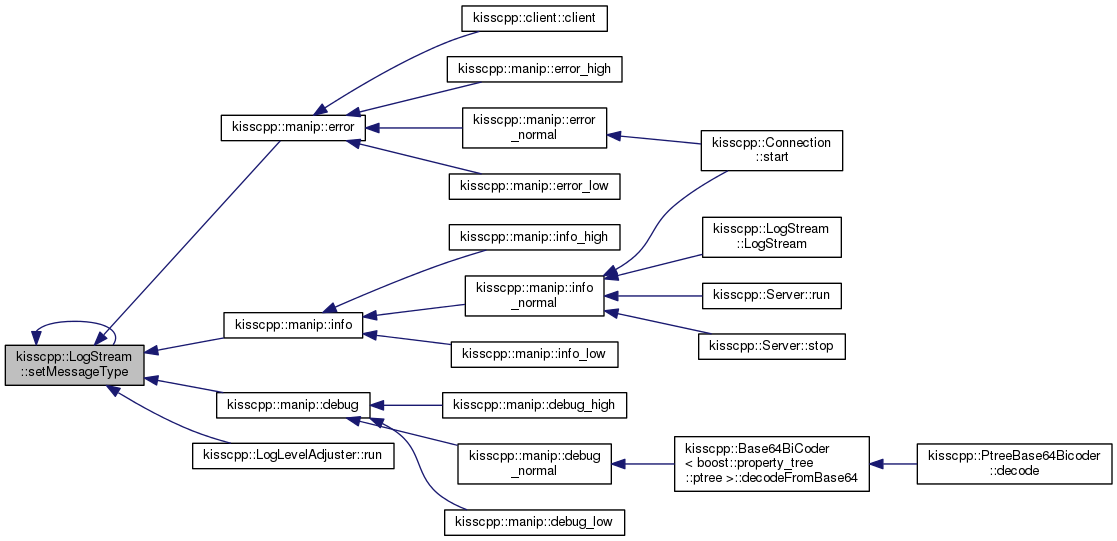 kisscpp::client::client
kisscpp::manip::error_high
kisscpp::manip::error
kisscpp::manip::error
_normal
kisscpp::Connection
::start
kisscpp::manip::error_low
kisscpp::manip::info_high
kisscpp::LogStream
::LogStream
kisscpp::manip::info
_normal
kisscpp::Server::run
kisscpp::manip::info
kisscpp::Server::stop
kisscpp::manip::info_low
kisscpp::LogStream
::setMessageType
kisscpp::manip::debug
kisscpp::manip::debug_high
kisscpp::LogLevelAdjuster::run
kisscpp::manip::debug
_normal
kisscpp::Base64BiCoder
< boost::property_tree
::ptree >::decodeFromBase64
kisscpp::PtreeBase64Bicoder
::decode
kisscpp::manip::debug_low